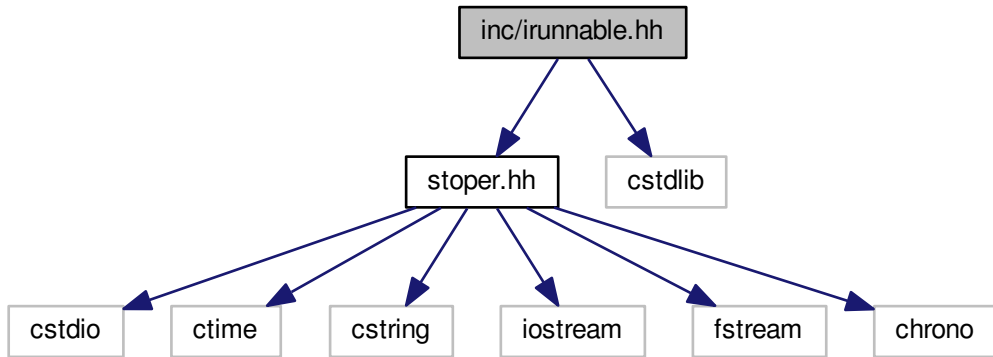 inc/irunnable.hh
stoper.hh
cstdlib
cstdio
ctime
cstring
iostream
fstream
chrono